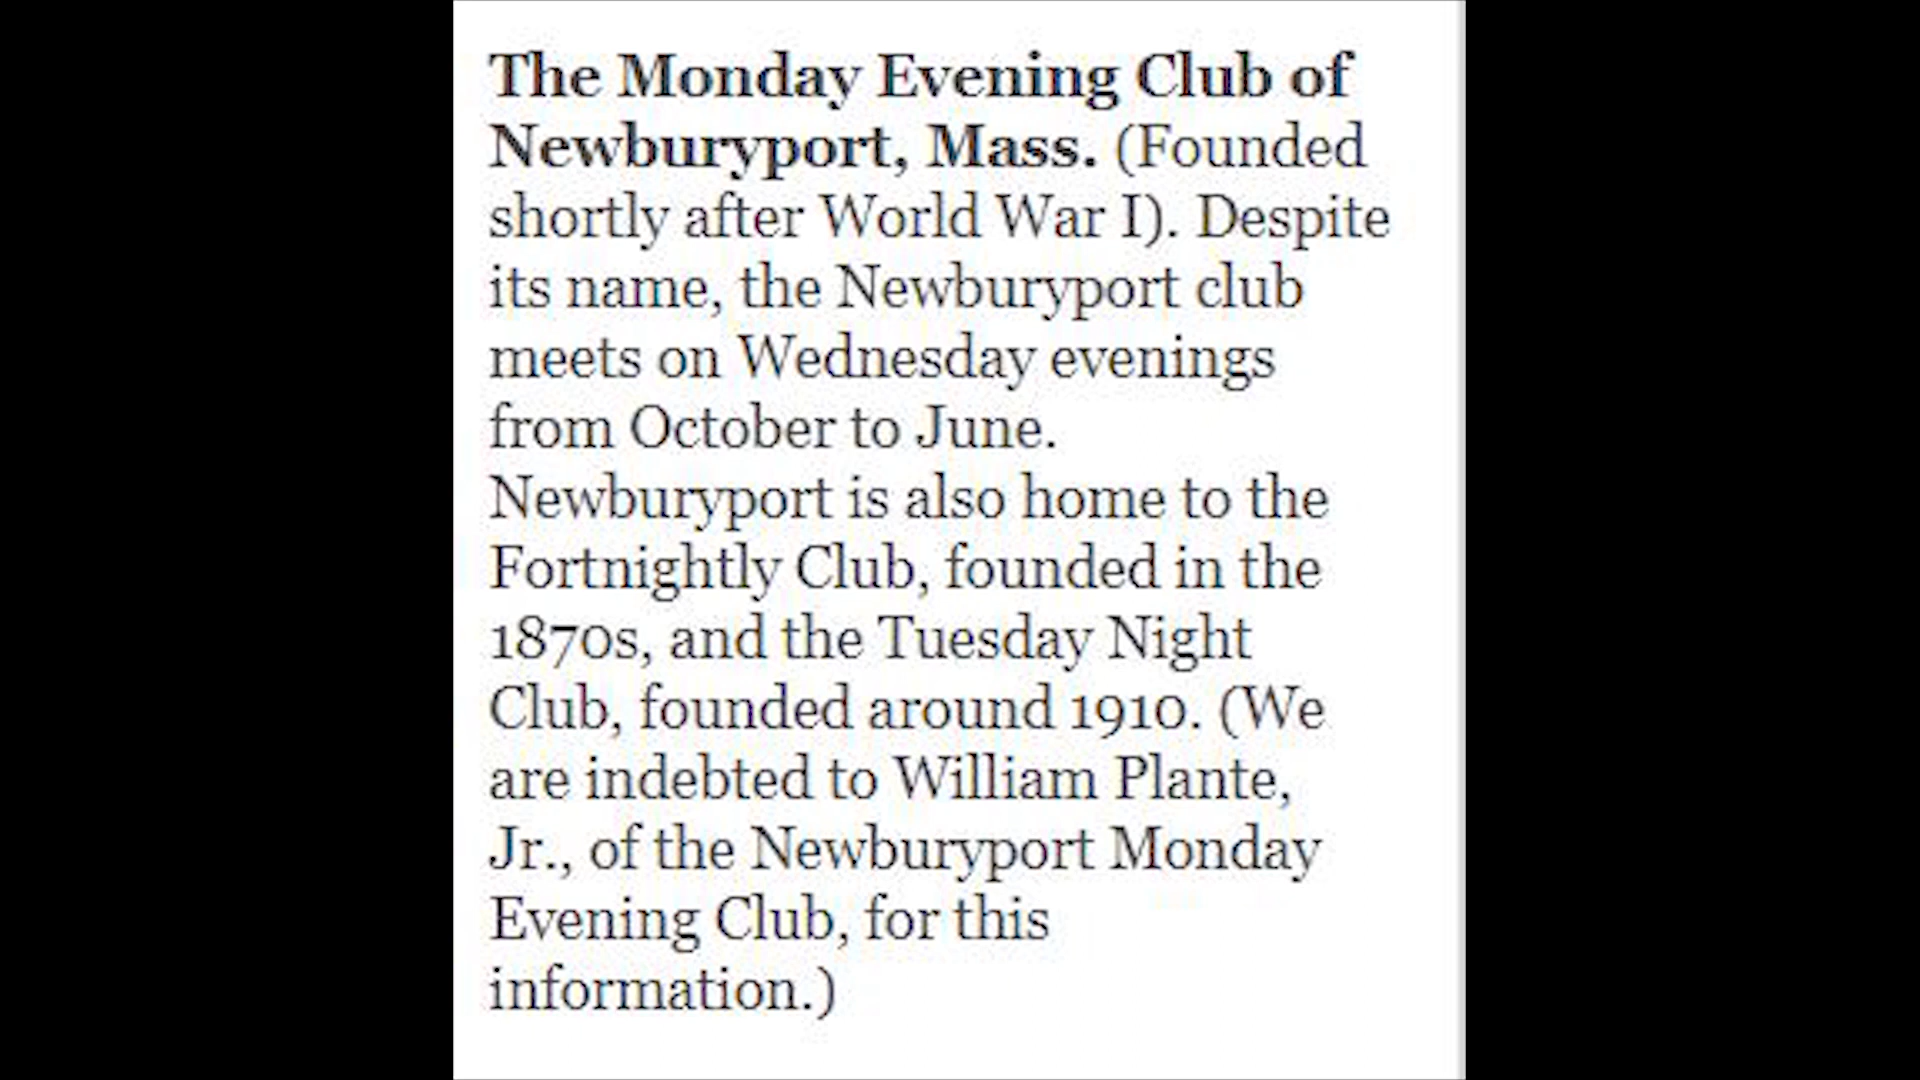 The Monday Evening Club of
Newburyport, Mass. (Founded
shortly after World War I). Despite
its name, the Newburyport club
meets on Wednesday evenings
from October to June.
Newburyport is also home to the
Fortnightly Club, founded in the
1870s, and the Tuesday Night
Club, founded around 1910. (We
are indebted to William Plante,
Jr., of the Newburyport Monday
Evening Club, for this
information.)